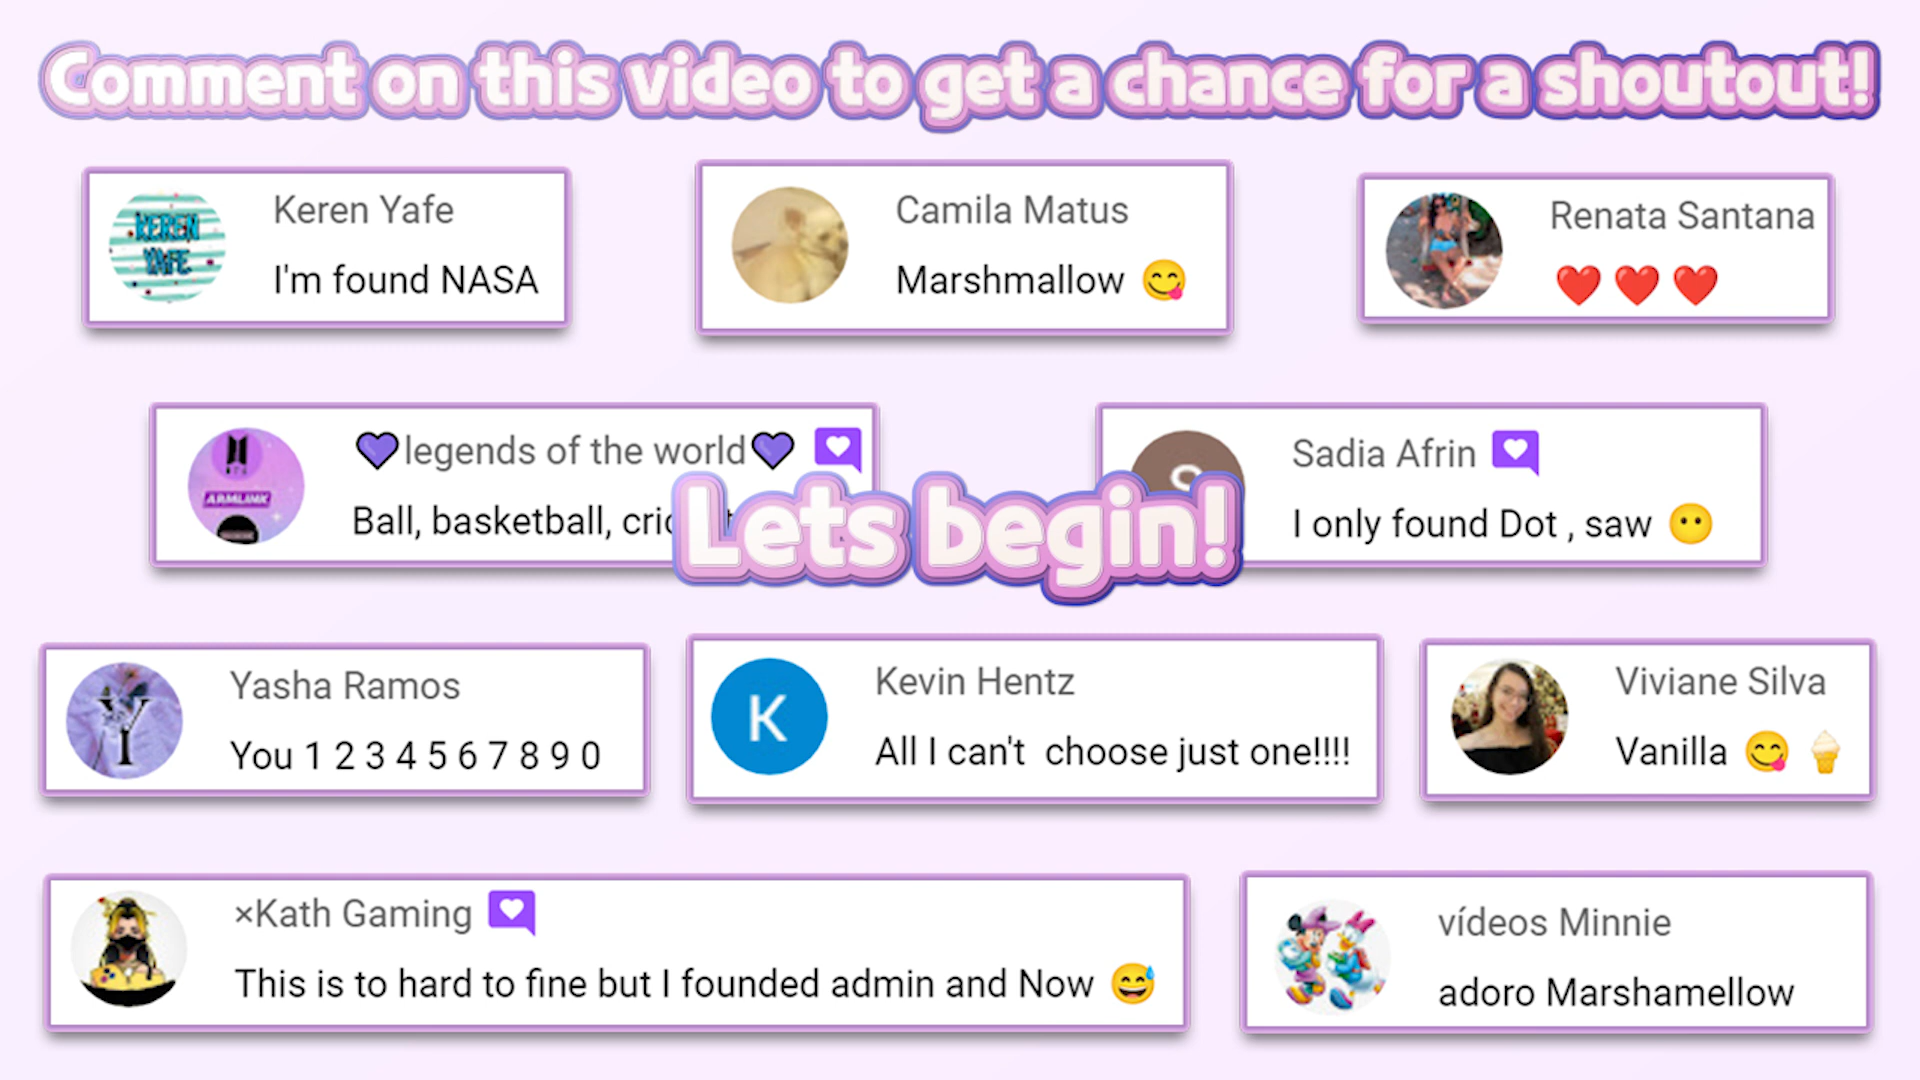 Comment on this video to get a chance for a shoutout!
KEREN
YAFE
Keren Yafe
I'm found NASA
Camila Matus
Marshmallow 😋
Renata Santana
❤️ ❤️ ❤️
ARMLINK
💜legends of the world💜
Ball, basketball,
Sadia Afrin
I only found Dot , saw 😶
Lets begin!
Y
I
Yasha Ramos
You 1 2 3 4 5 6 7 8 9 0
K
Kevin Hentz
All I can't  choose just one!!!!
Viviane Silva
Vanilla 😋 🍦
×Kath Gaming
This is to hard to fine but I founded admin and Now 😅
vídeos Minnie
adoro Marshamellow